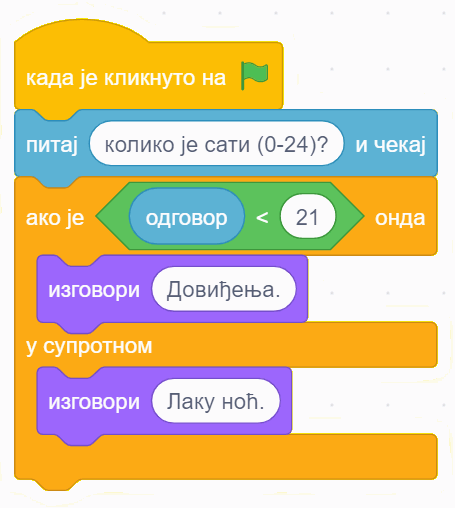 када је кликнуто на
питај колико је сати (0-24)? и чекај
ако је одговор < 21 онда
изговори Довиђења.
у супротном
изговори Лаку ноћ.